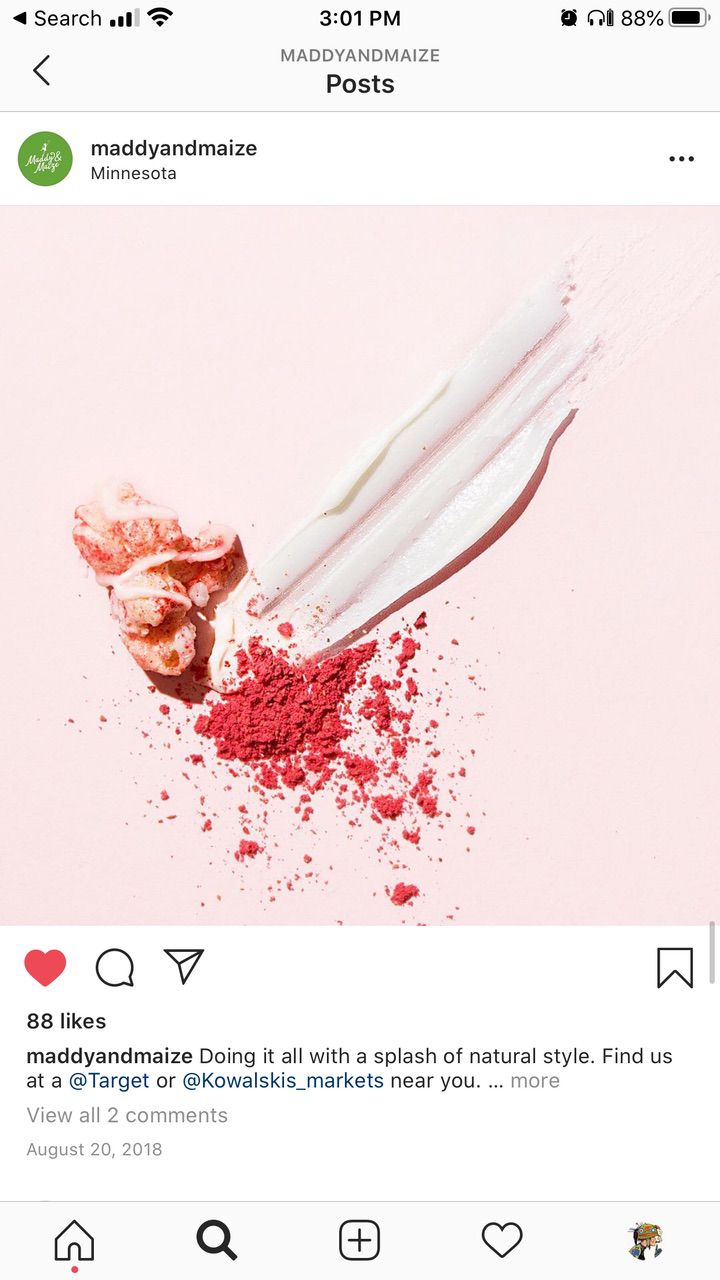 Search
3:01 PM
88%
MADDYANDMAIZE
Posts
Maddy &
Maize
maddyandmaize
Minnesota
88 likes
maddyandmaize Doing it all with a splash of natural style. Find us
at a @Target or @Kowalskis_markets near you. ... more
View all 2 comments
August 20, 2018